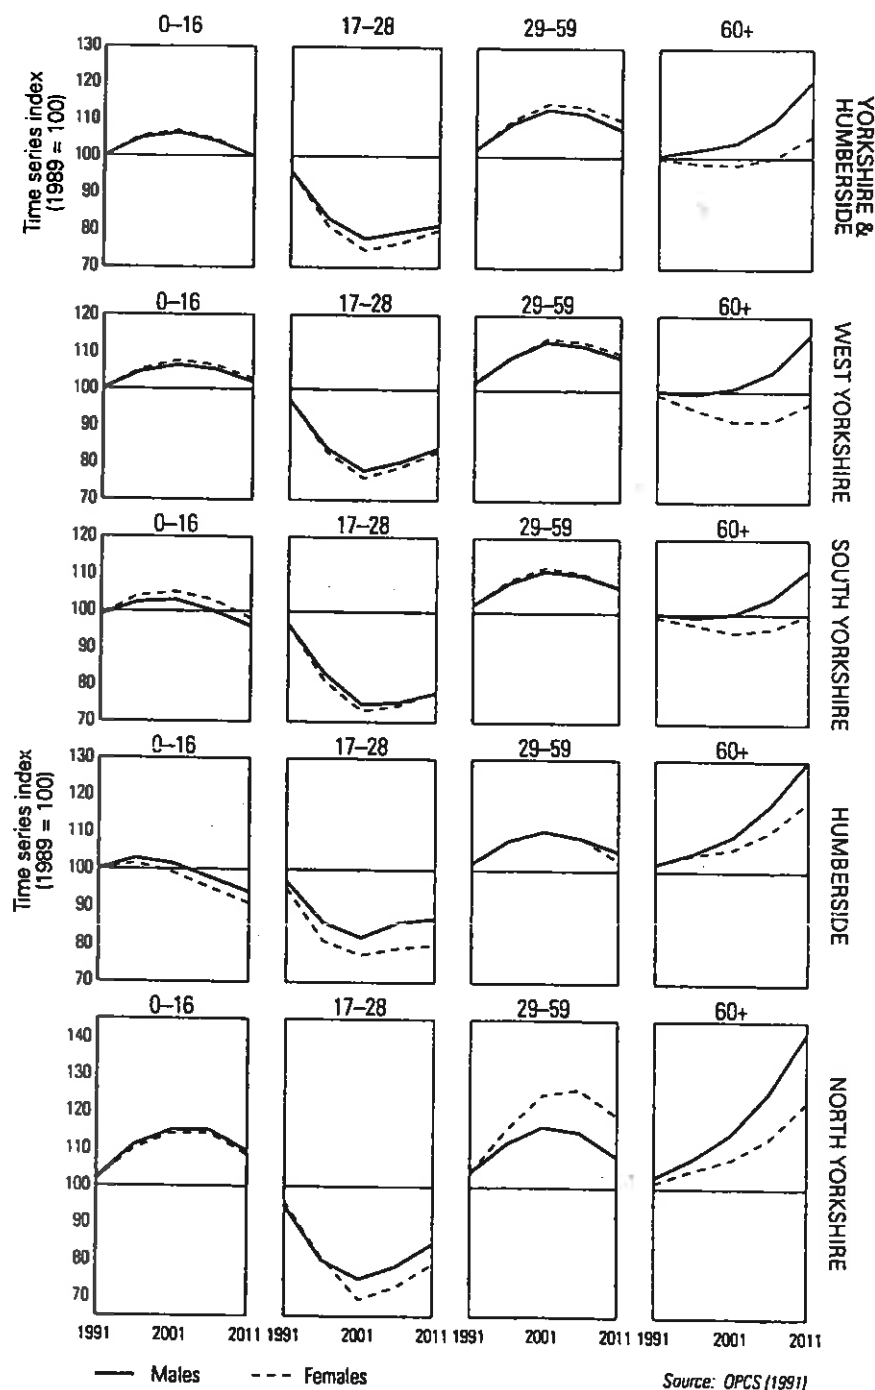 0–16 17–28 29–59 60+
130
120
110
100
90
80
70
Time series index
(1989 = 100)
YORKSHIRE &
HUMBERSIDE
0–16 17–28 29–59 60+
120
110
100
90
80
70
WEST YORKSHIRE
0–16 17–28 29–59 60+
120
110
100
90
80
70
SOUTH YORKSHIRE
0–16 17–28 29–59 60+
130
120
110
100
90
80
70
Time series index
(1989 = 100)
HUMBERSIDE
0–16 17–28 29–59 60+
140
130
120
110
100
90
80
70
NORTH YORKSHIRE
1991 2001 2011 1991 2001 2011 1991 2001 2011 1991 2001 2011
Males Females
Source: OPCS (1991)